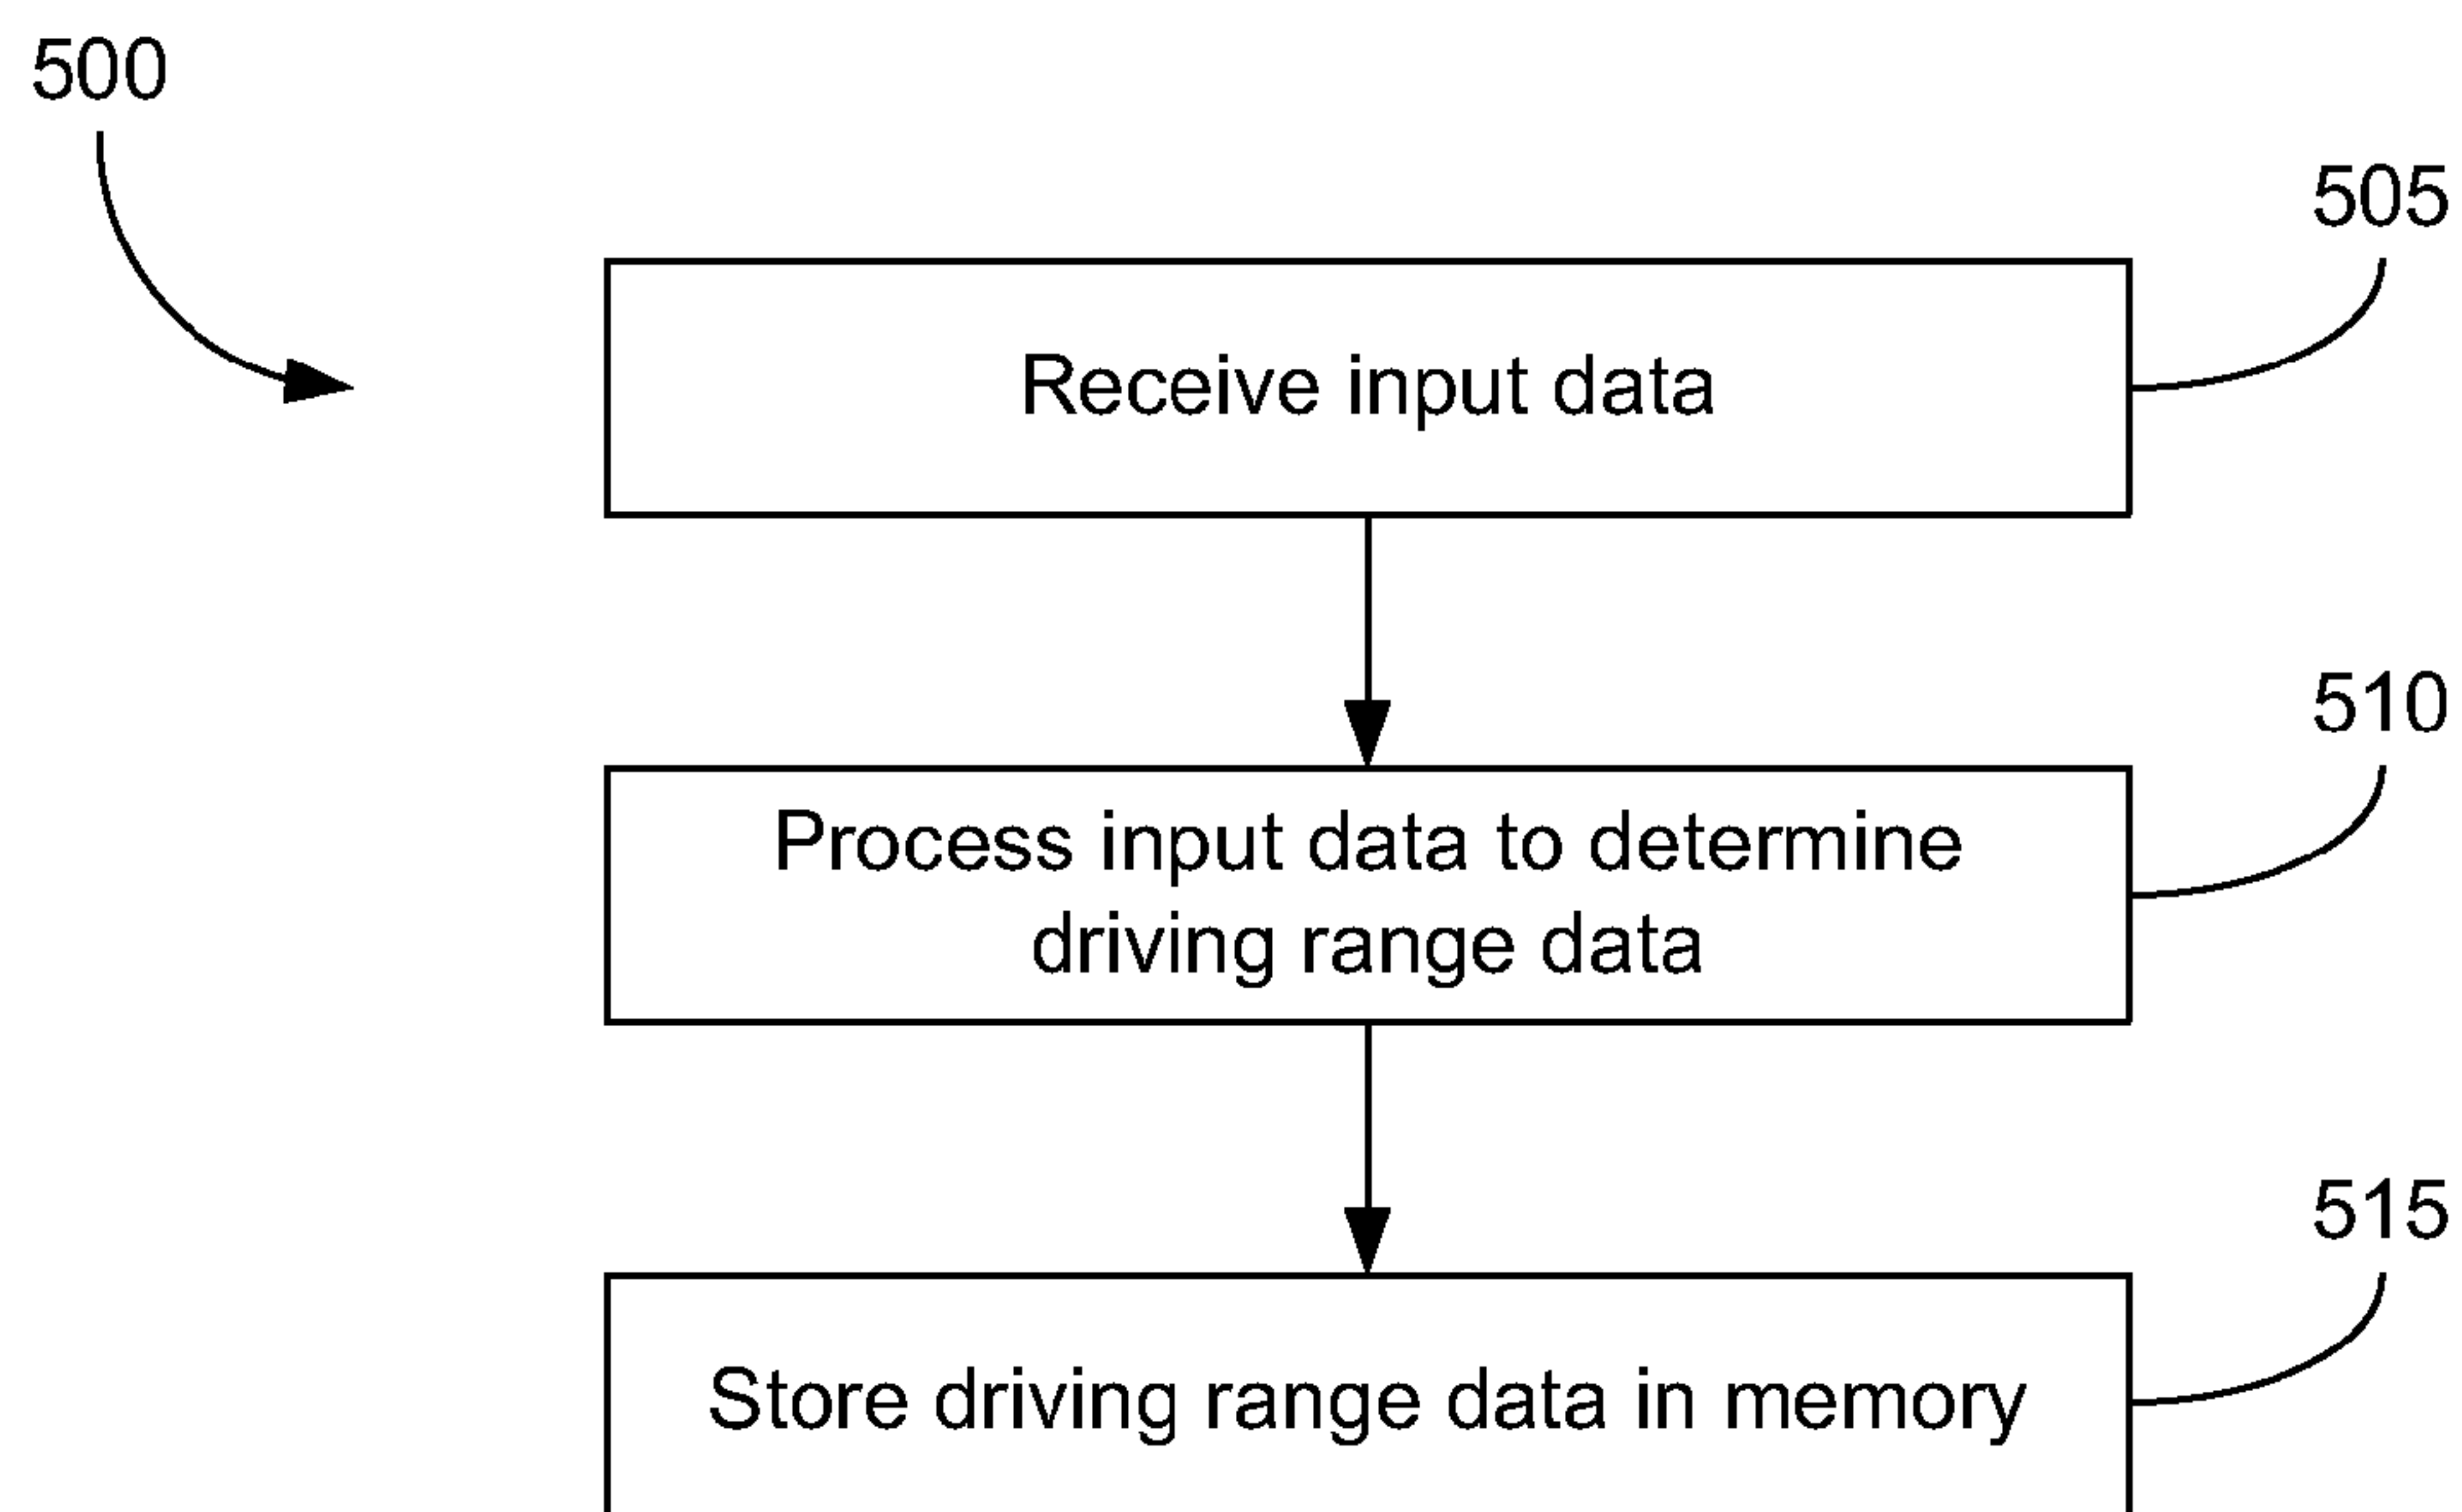 500
505
Receive input data
510
Process input data to determine
driving range data
515
Store driving range data in memory